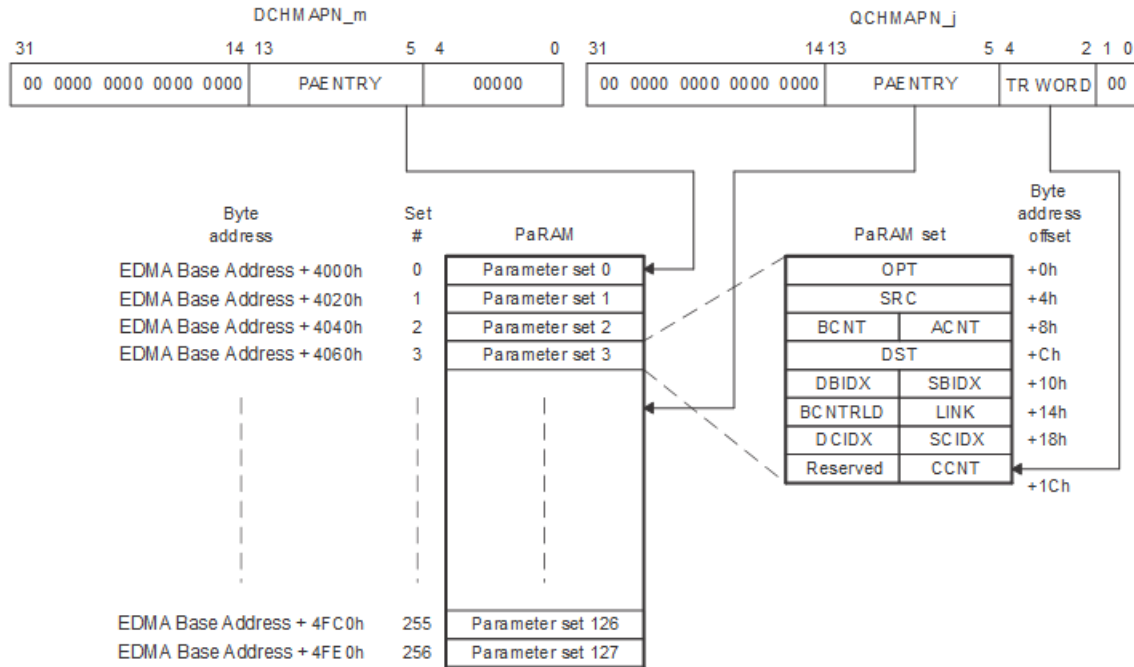 DCHMAPN_m QCHMAPN_j
31 14 13 5 4 0 31 14 13 5 4 2 1 0
00 0000 0000 0000 0000 PAENTRY 00000 00 0000 0000 0000 0000 PAENTRY TR WORD 00
Byte address Set # PaRAM PaRAM set Byte address offset
EDMA Base Address + 4000h 0 Parameter set 0 OPT +0h
EDMA Base Address + 4020h 1 Parameter set 1 SRC +4h
EDMA Base Address + 4040h 2 Parameter set 2 BCNT ACNT +8h
EDMA Base Address + 4060h 3 Parameter set 3 DST +Ch
DBIDX SBIDX +10h
BCNTRLD LINK +14h
DCIDX SCIDX +18h
Reserved CCNT +1Ch
EDMA Base Address + 4FC0h 255 Parameter set 126
EDMA Base Address + 4FE0h 256 Parameter set 127